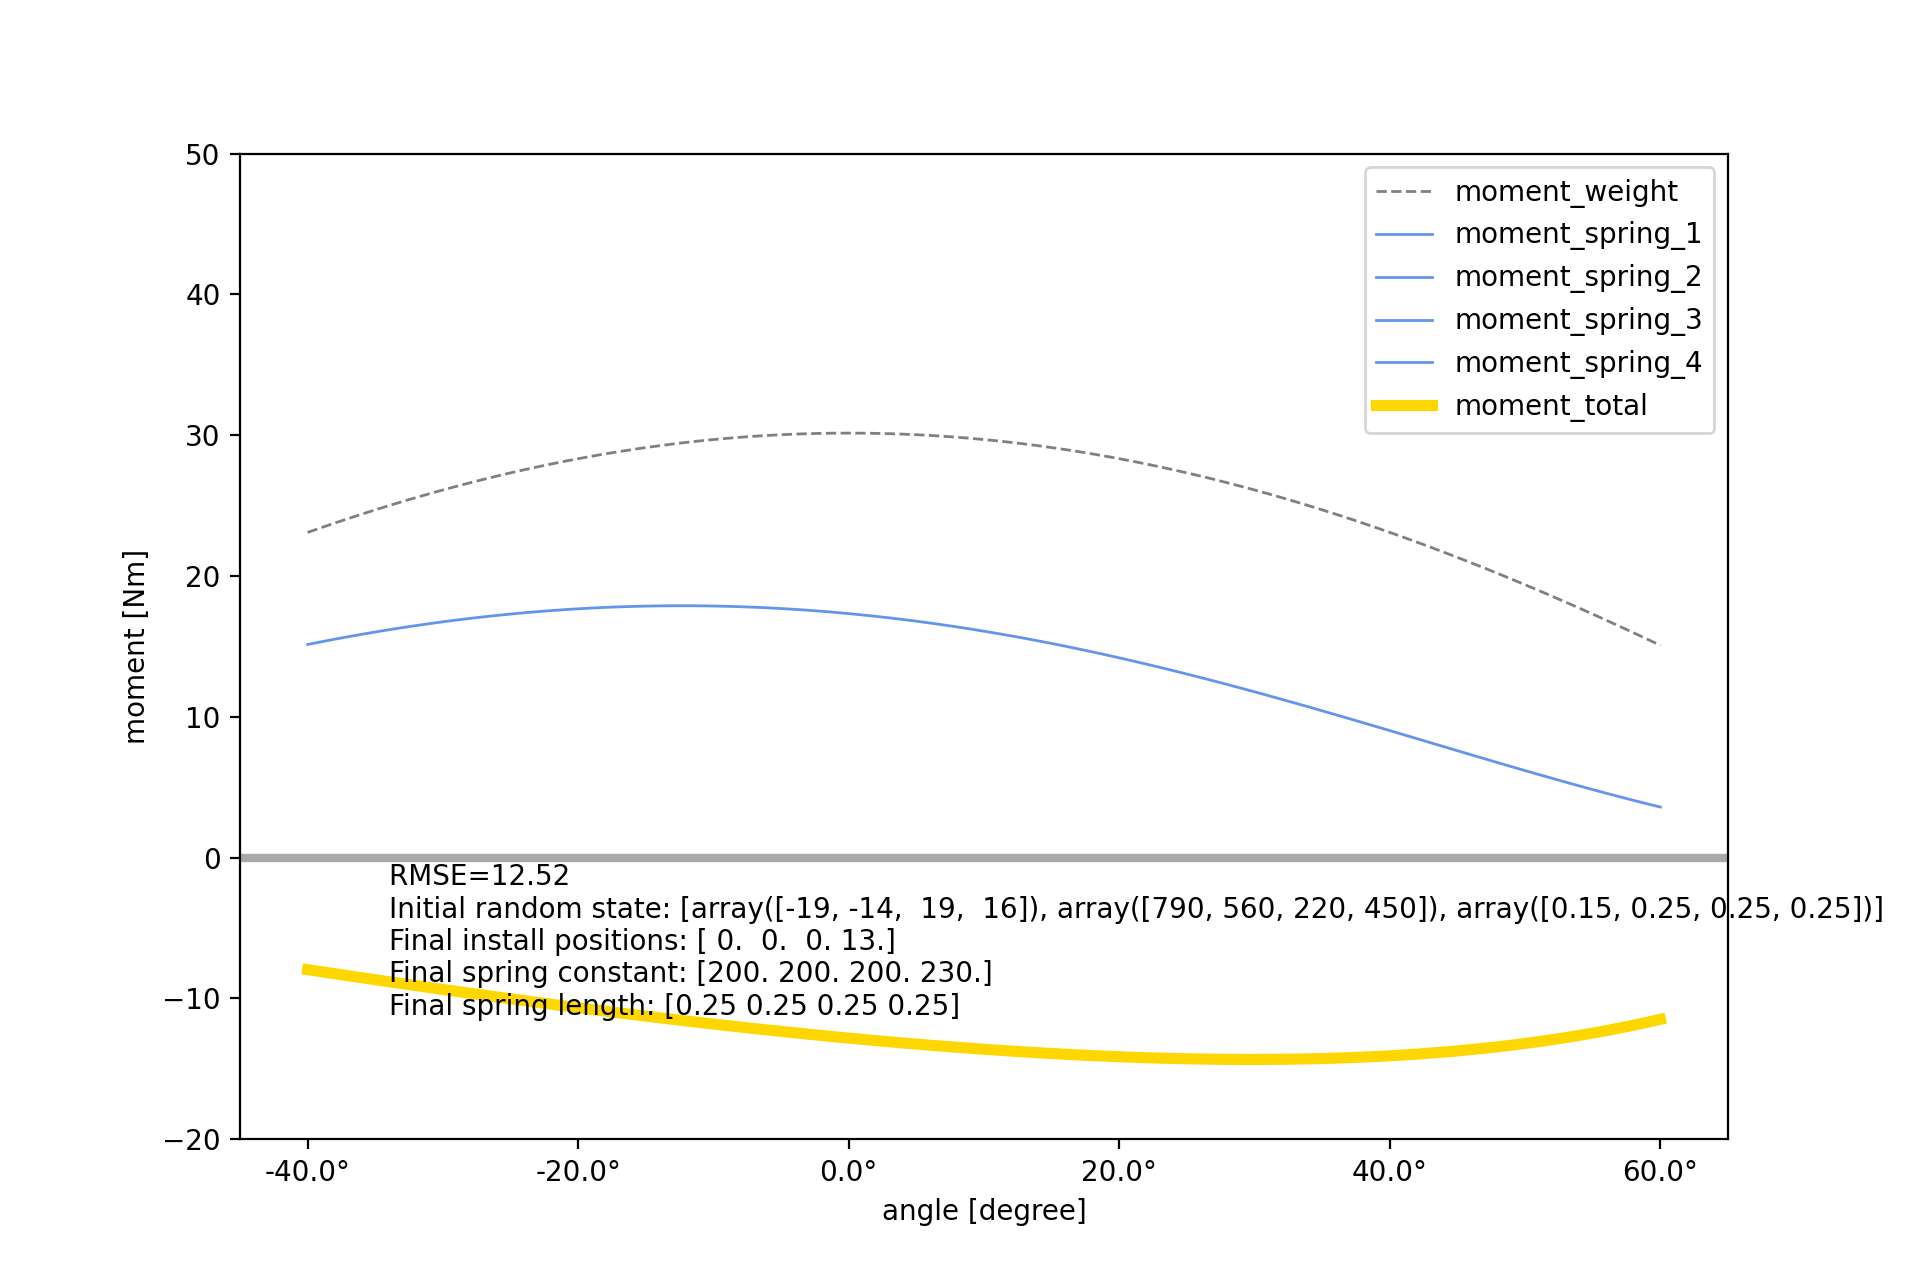 50
40
30
20
10
0
−10
−20
moment [Nm]
moment_weight
moment_spring_1
moment_spring_2
moment_spring_3
moment_spring_4
moment_total
RMSE=12.52
Initial random state: [array([-19, -14,  19,  16]), array([790, 560, 220, 450]), array([0.15, 0.25, 0.25, 0.25])]
Final install positions: [ 0.  0.  0. 13.]
Final spring constant: [200. 200. 200. 230.]
Final spring length: [0.25 0.25 0.25 0.25]
-40.0° -20.0° 0.0° 20.0° 40.0° 60.0°
angle [degree]